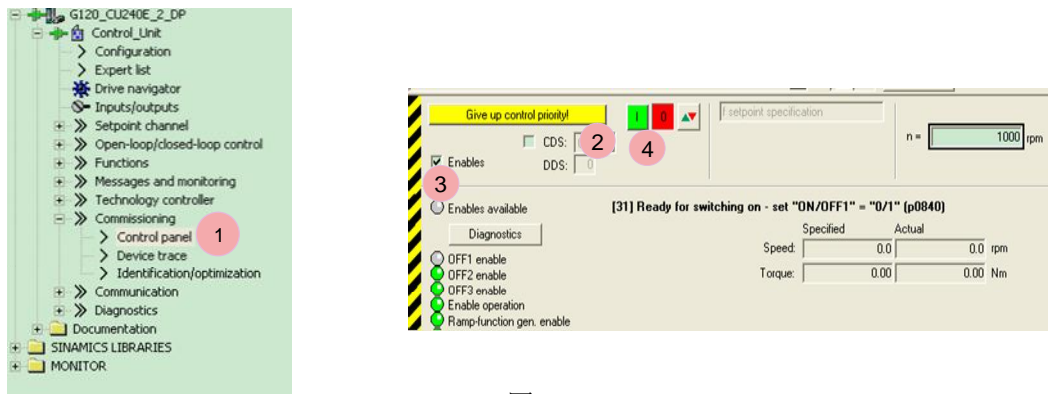 G120_CU240E_2_DP
Control_Unit
Configuration
Expert list
Drive navigator
Inputs/outputs
Setpoint channel
Open-loop/closed-loop control
Functions
Messages and monitoring
Technology controller
Commissioning
Control panel
1
Device trace
Identification/optimization
Communication
Diagnostics
Documentation
SINAMICS LIBRARIES
MONITOR
Give up control priority!
I
0
f setpoint specification
n =
1000
rpm
CDS:
2
4
Enables
DDS:
0
3
Enables available
[31] Ready for switching on - set "ON/OFF1" = "0/1" (p0840)
Diagnostics
Specified
Actual
Speed:
0.0
0.0
rpm
OFF1 enable
OFF2 enable
Torque:
0.00
0.00
Nm
OFF3 enable
Enable operation
Ramp-function gen. enable